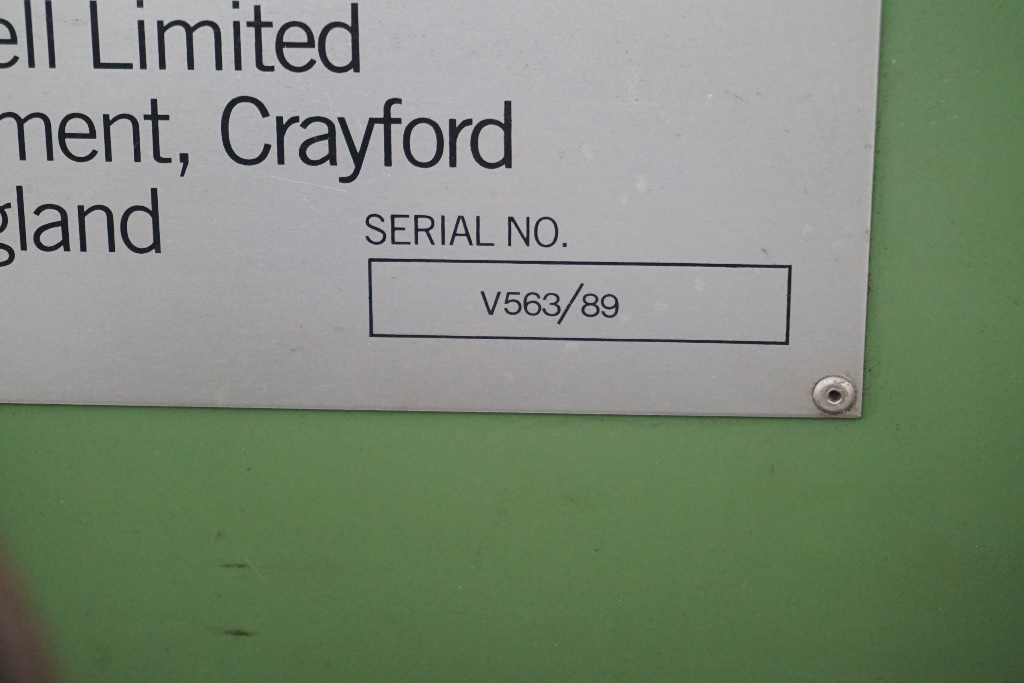 ell Limited
ment, Crayford
gland
SERIAL NO.
V563/89